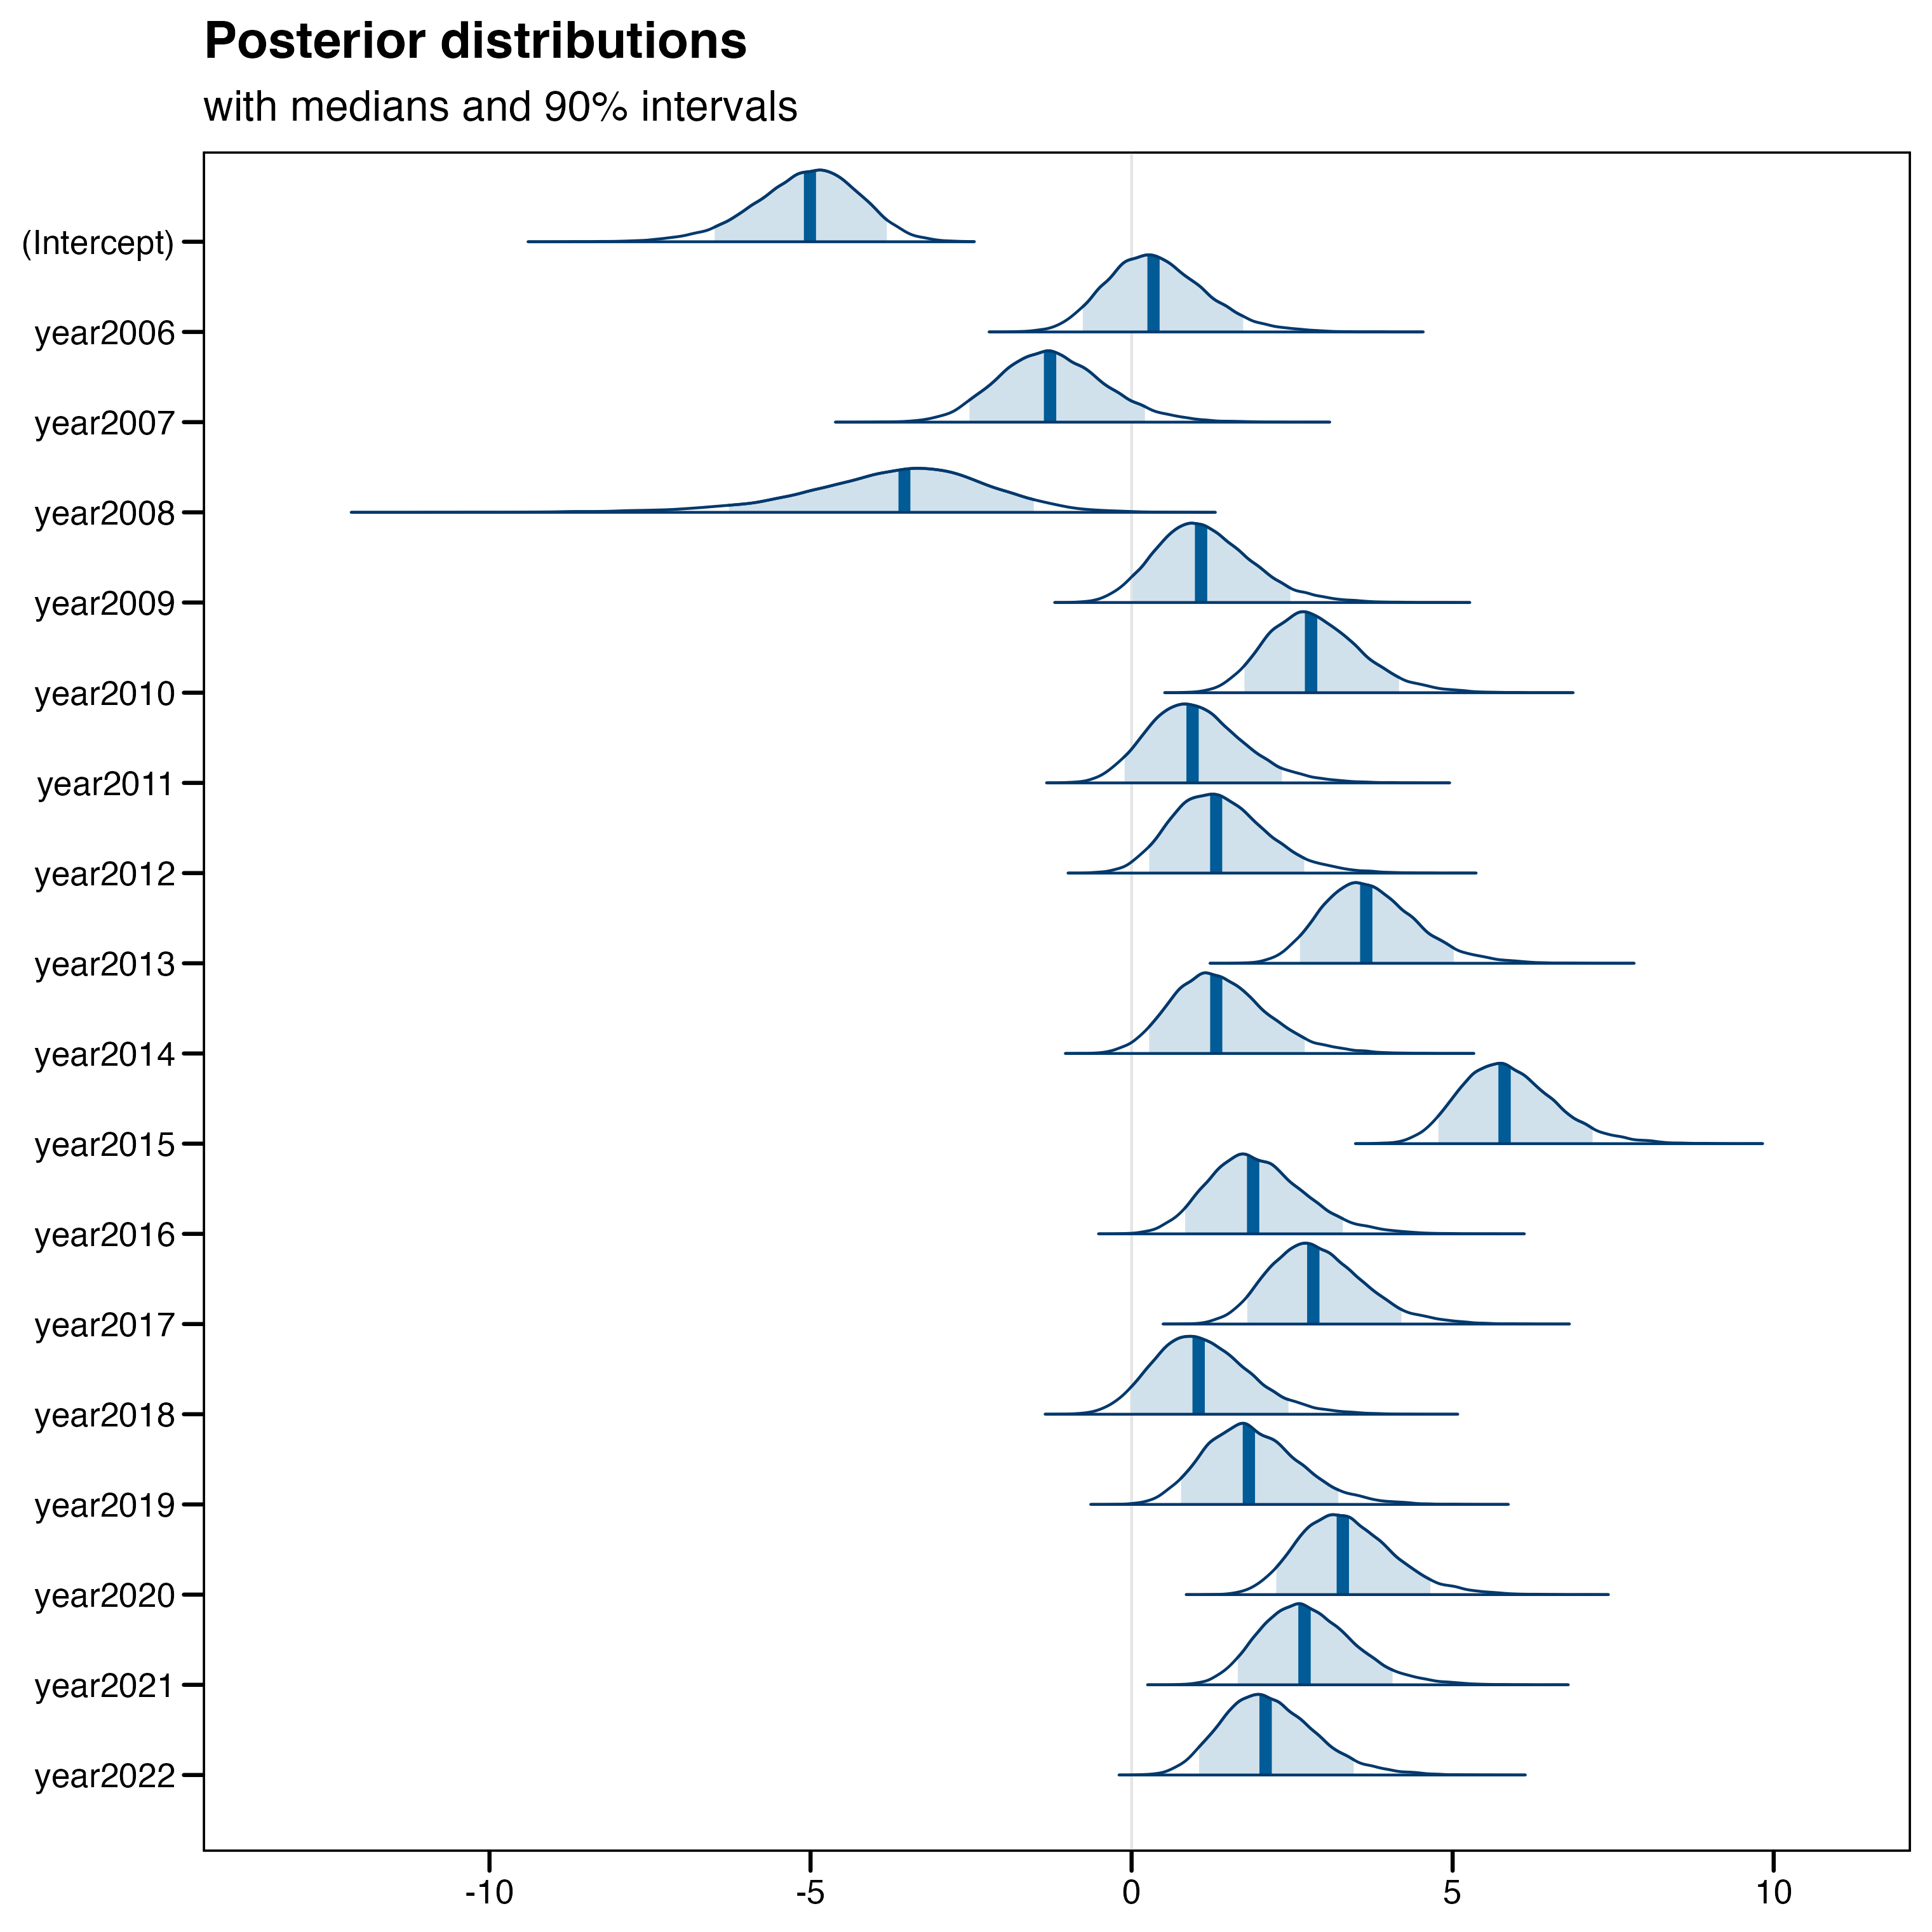 Posterior distributions
with medians and 90% intervals
(Intercept)
year2006
year2007
year2008
year2009
year2010
year2011
year2012
year2013
year2014
year2015
year2016
year2017
year2018
year2019
year2020
year2021
year2022
-10 -5 0 5 10